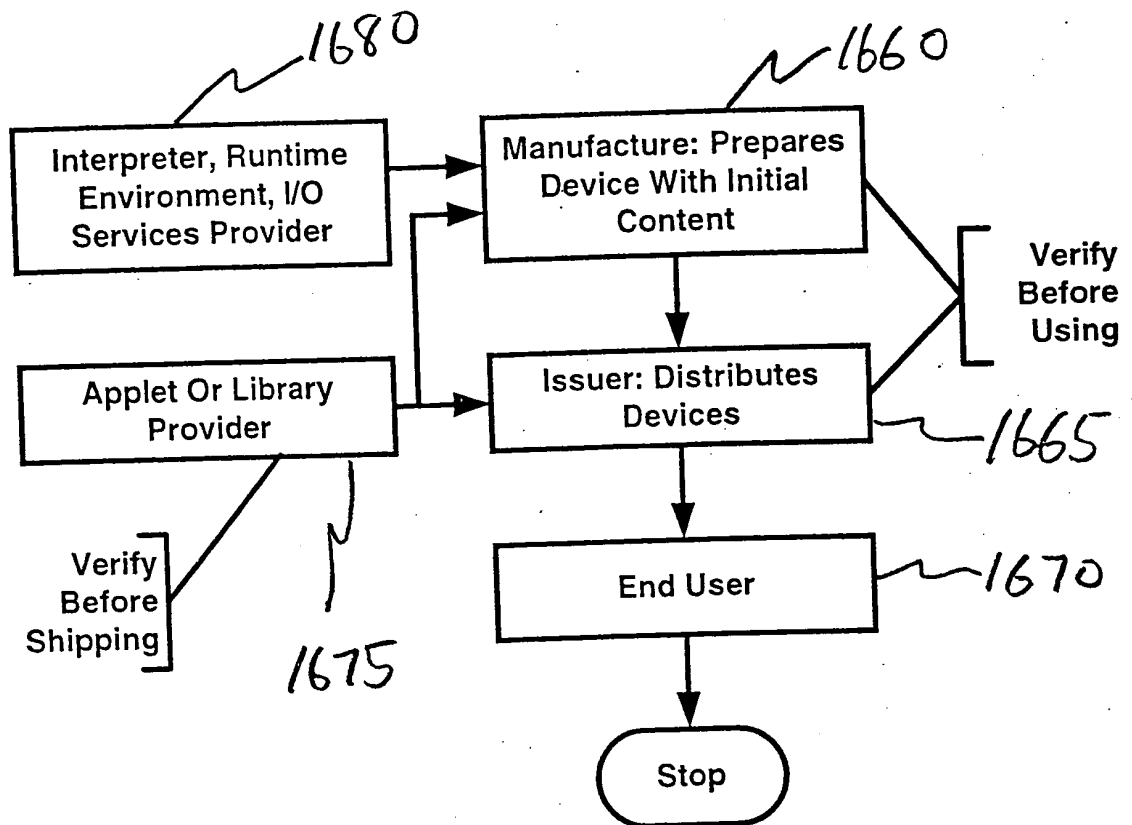 1680
1660
Interpreter, Runtime
Environment, I/O
Services Provider
Manufacture: Prepares
Device With Initial
Content
Verify
Before
Using
Applet Or Library
Provider
Issuer: Distributes
Devices
1665
Verify
Before
Shipping
1675
End User
1670
Stop